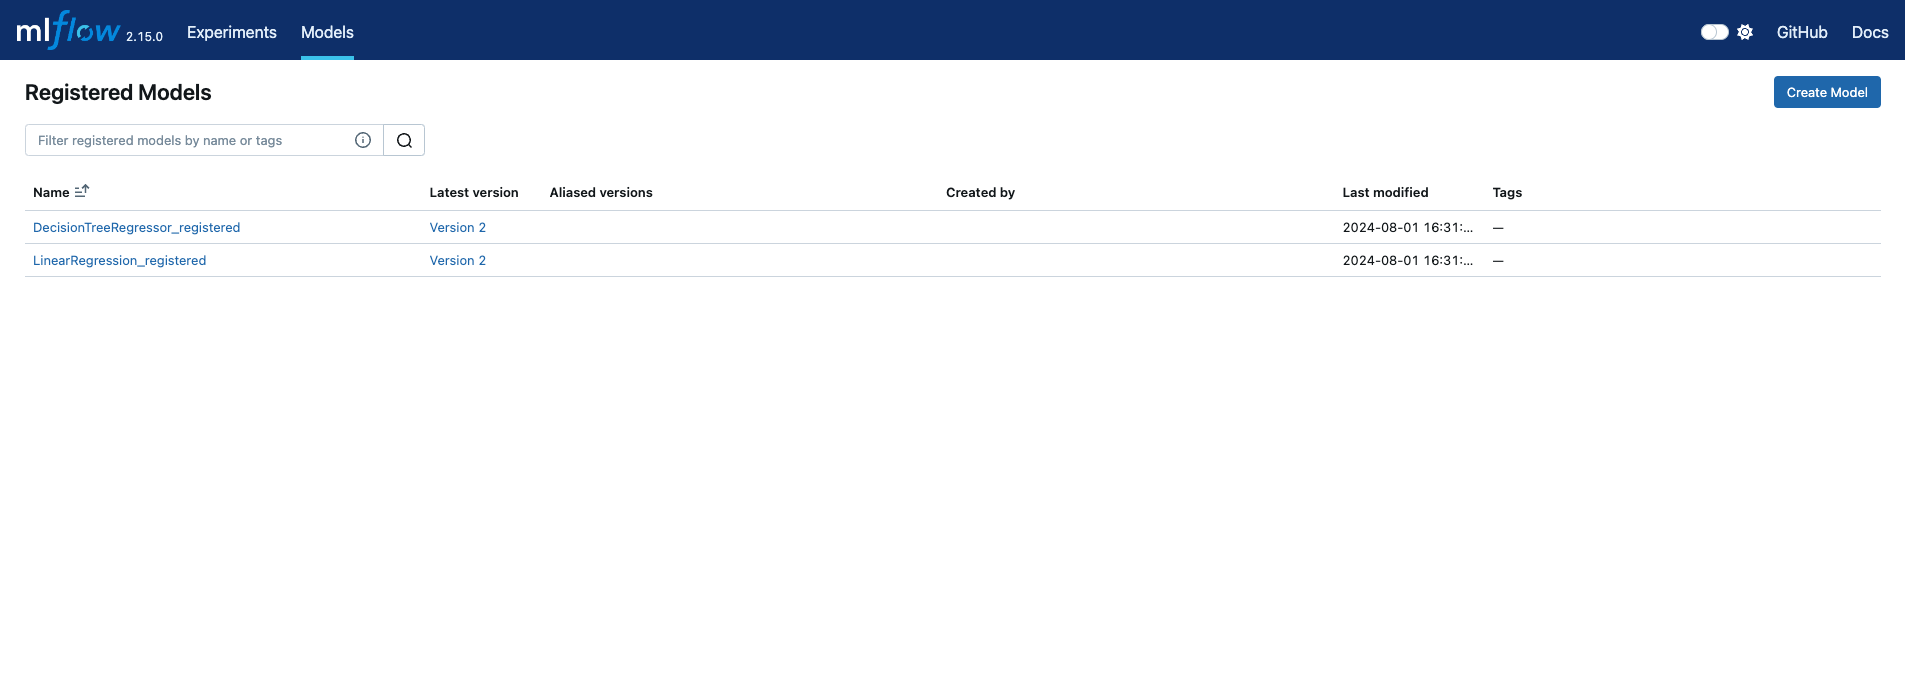 mlflow 2.15.0 Experiments Models GitHub Docs
Registered Models Create Model
Filter registered models by name or tags
Name Latest version Aliased versions Created by Last modified Tags
DecisionTreeRegressor_registered Version 2 2024-08-01 16:31:... —
LinearRegression_registered Version 2 2024-08-01 16:31:... —